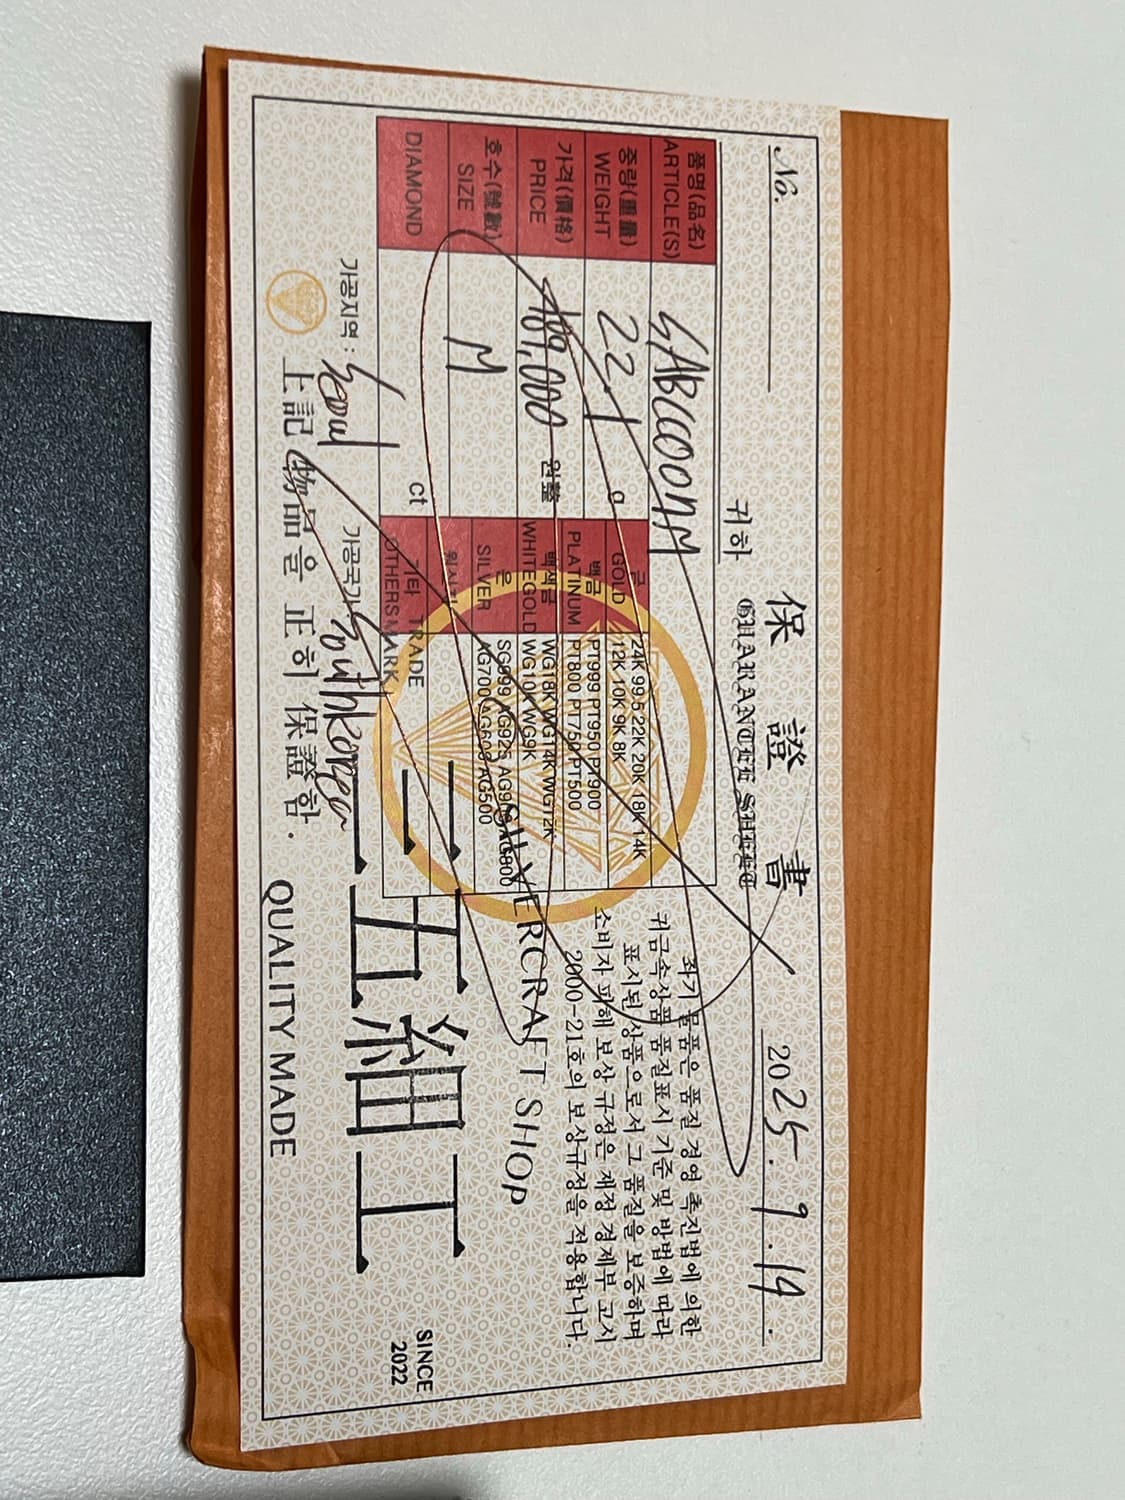 No.
保 證 書
GUARANTEE SHEET
2025. 9. 19.
귀하
품명(品名)
ARTICLE(S)
중량(重量)
WEIGHT
22.1 g
가격(價格)
PRICE
189,000 원整
호수(號數)
SIZE
M
DIAMOND
ct
금
GOLD
24K 99.5 22K 20K 18K 14K
12K 10K 9K 8K
백금
PLATINUM
PT999 PT950 PT900
PT800 PT750 PT500
백색금
WHITEGOLD
WG18K WG14K WG12K
WG10K WG9K
은
SILVER
SG999 AG925 AG900 AG800
AG700 AG603 AG500
기타 TRADE
OTHERS MARK
좌기 물품은 품질 경영 촉진법에 의한
귀금속상품 품질표시 기준 및 방법에 따라
표시된 상품으로서 그 품질을 보증하며
소비자 피해 보상 규정은 재정 경제부 고시
2000-21호의 보상규정을 적용합니다.
SILVERCRAFT SHOP
三五細工
SINCE
2022
가공지역 : Seoul
가공국가 : South Korea
上記 物品을 正히 保證함.
QUALITY MADE